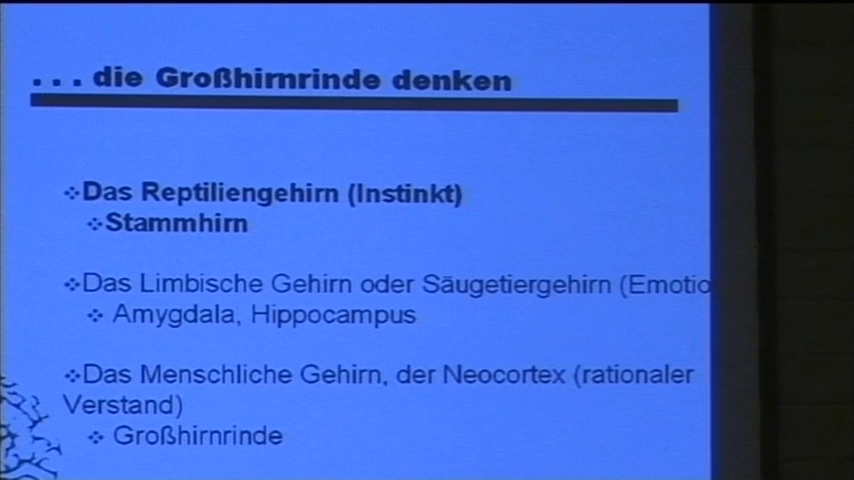 . . . die Großhirnrinde denken
Das Reptiliengehirn (Instinkt)
Stammhirn
Das Limbische Gehirn oder Säugetiergehirn (Emotio
Amygdala, Hippocampus
Das Menschliche Gehirn, der Neocortex (rationaler
Verstand)
Großhirnrinde